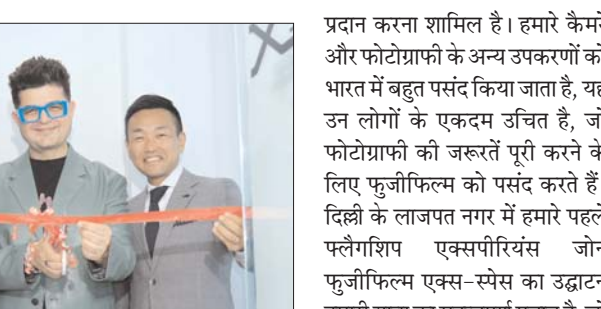 प्रदान करना शामिल है। हमारे कैमरे
और फोटोग्राफी के अन्य उपकरणों को
भारत में बहुत पसंद किया जाता है, यह
उन लोगों के एकदम उचित है, जो
फोटोग्राफी की जरूरतें पूरी करने के
लिए फुजीफिल्म को पसंद करते हैं
दिल्ली के लाजपत नगर में हमारे पहले
फ्लैगशिप एक्सपीरियंस जोन
फुजीफिल्म एक्स-स्पेस का उद्घाटन